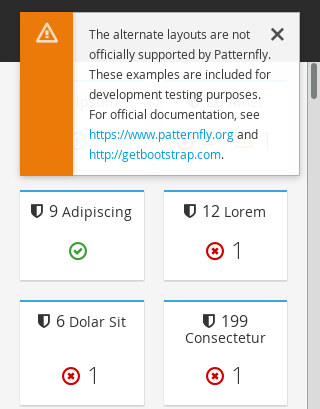 The alternate layouts are not
officially supported by Patternfly.
These examples are included for
development testing purposes.
For official documentation, see
https://www.patternfly.org and
http://getbootstrap.com.
9 Adipiscing
12 Lorem
1
6 Dolar Sit
199
Consectetur
1
1